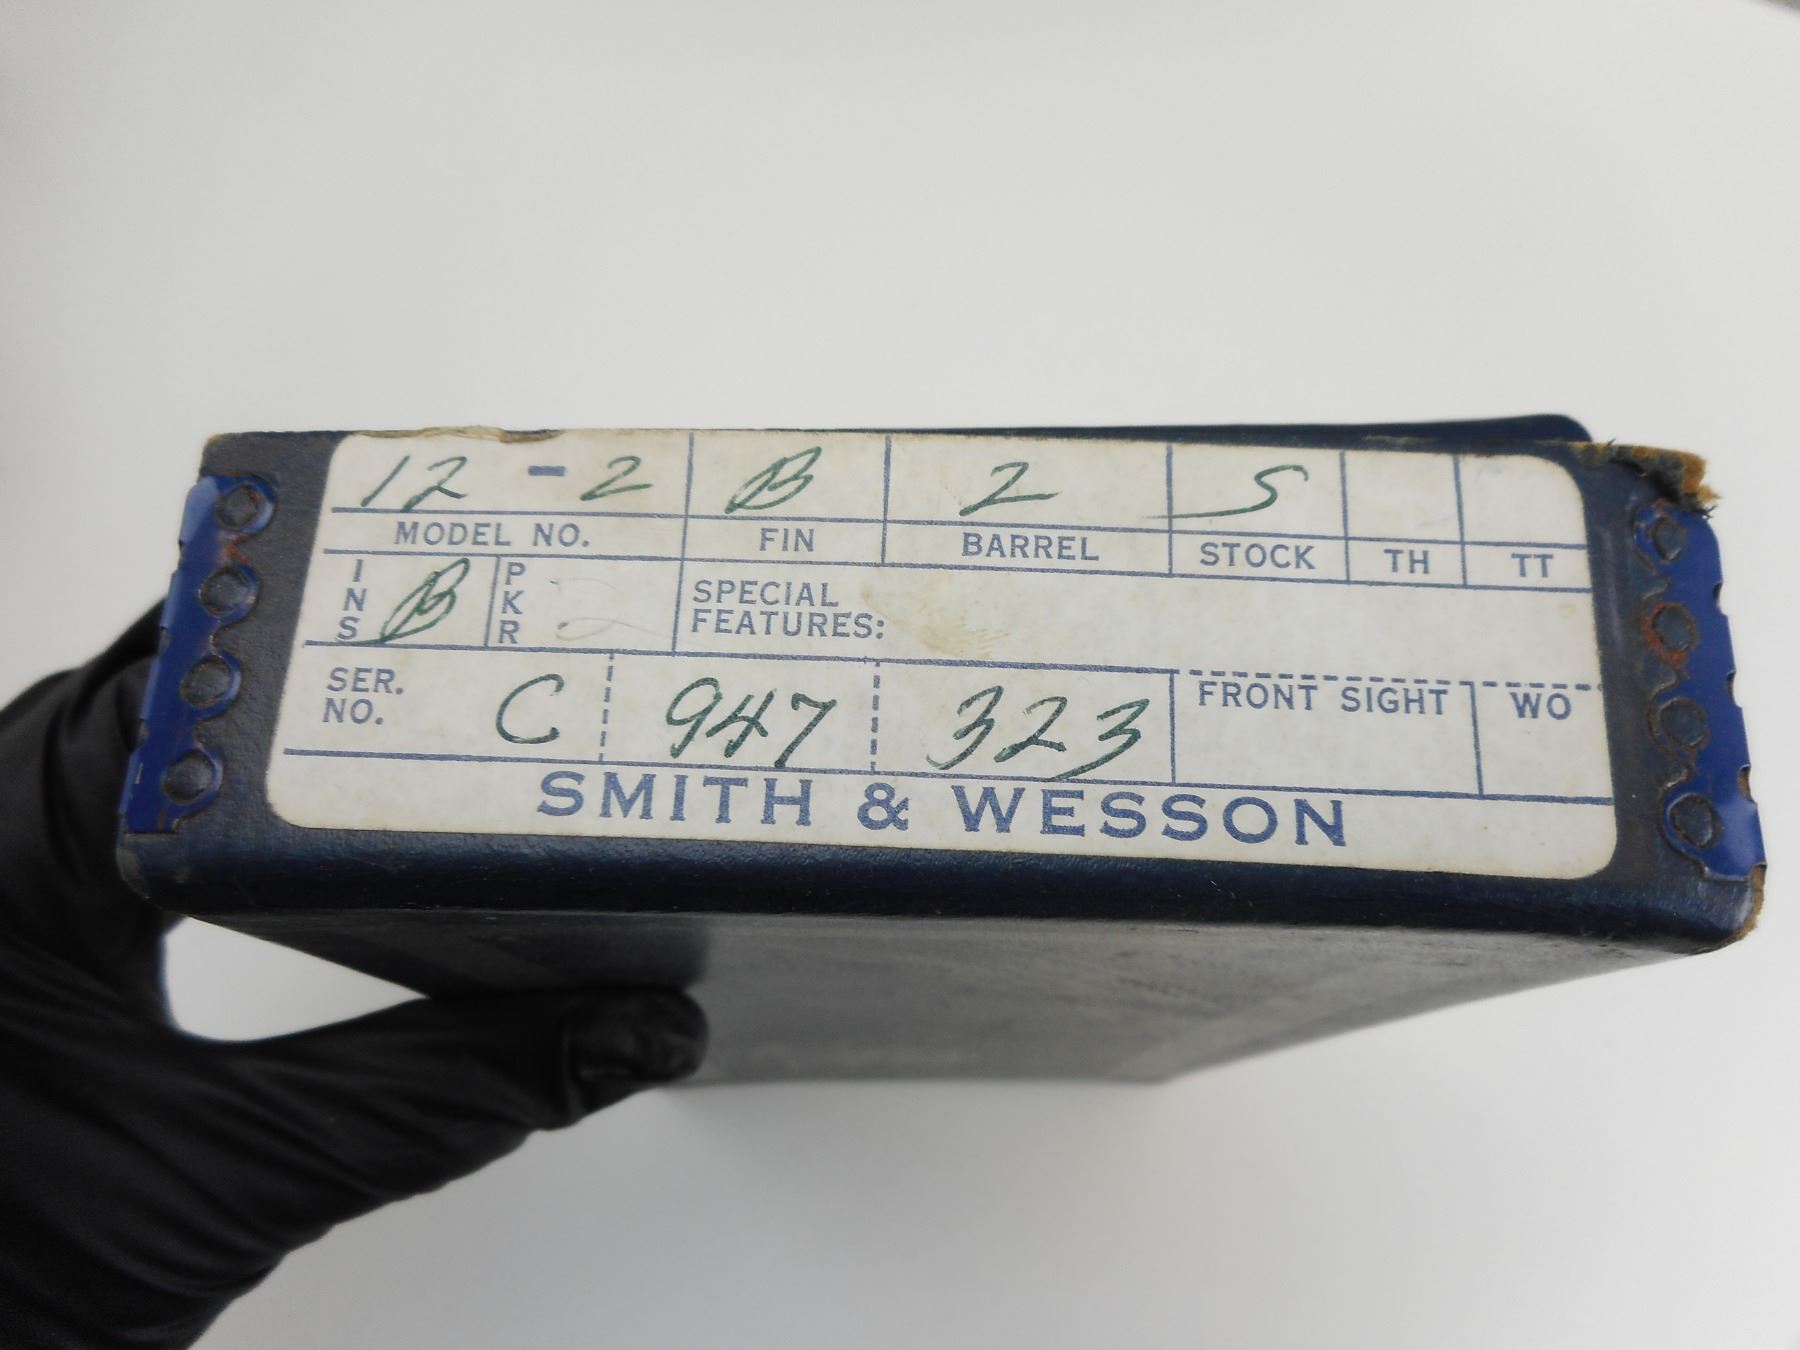 12 - 2 B 2 S
MODEL NO. FIN BARREL STOCK TH TT
INS B PKR 2 SPECIAL
FEATURES:
SER.
NO. C 947 323 FRONT SIGHT WO
SMITH & WESSON